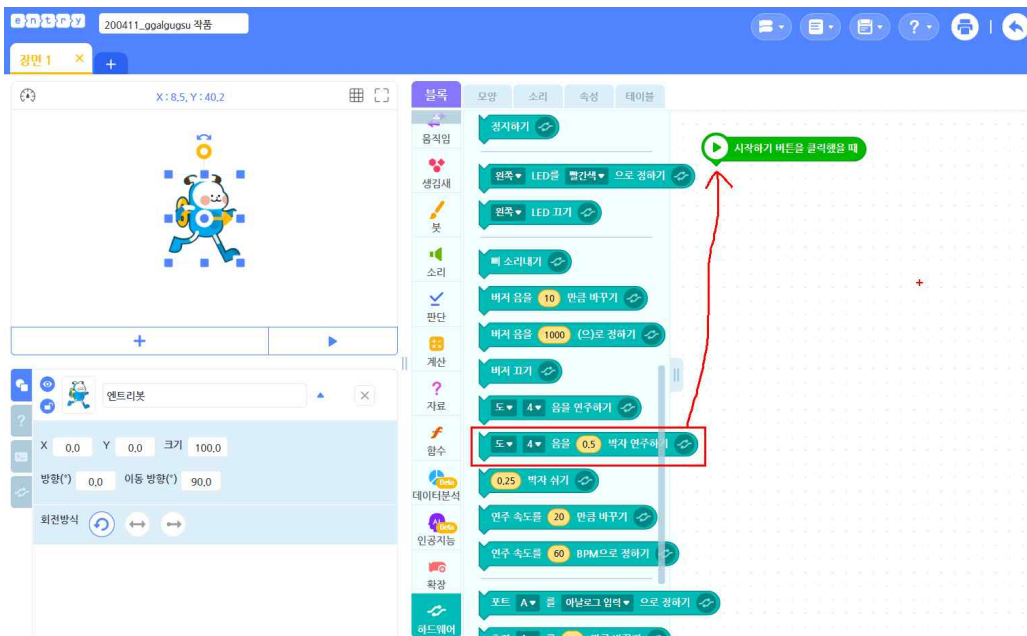 entry
200411_ggalgugsu 작품
장면 1
X : 8.5, Y : 40.2
엔트리봇
X 0.0 Y 0.0 크기 100.0
방향(°) 0.0 이동 방향(°) 90.0
회전방식
블록 모양 소리 속성 테이블
움직임
생김새
붓
소리
판단
계산
자료
함수
데이터분석 Beta
인공지능 Beta
확장
하드웨어
정지하기
왼쪽 LED를 빨간색 으로 정하기
왼쪽 LED 끄기
삐 소리내기
버저 음을 10 만큼 바꾸기
버저 음을 1000 (으)로 정하기
버저 끄기
도 4 음을 연주하기
도 4 음을 0.5 박자 연주하기
0.25 박자 쉬기
연주 속도를 20 만큼 바꾸기
연주 속도를 60 BPM으로 정하기
포트 A 를 아날로그 입력 으로 정하기
시작하기 버튼을 클릭했을 때